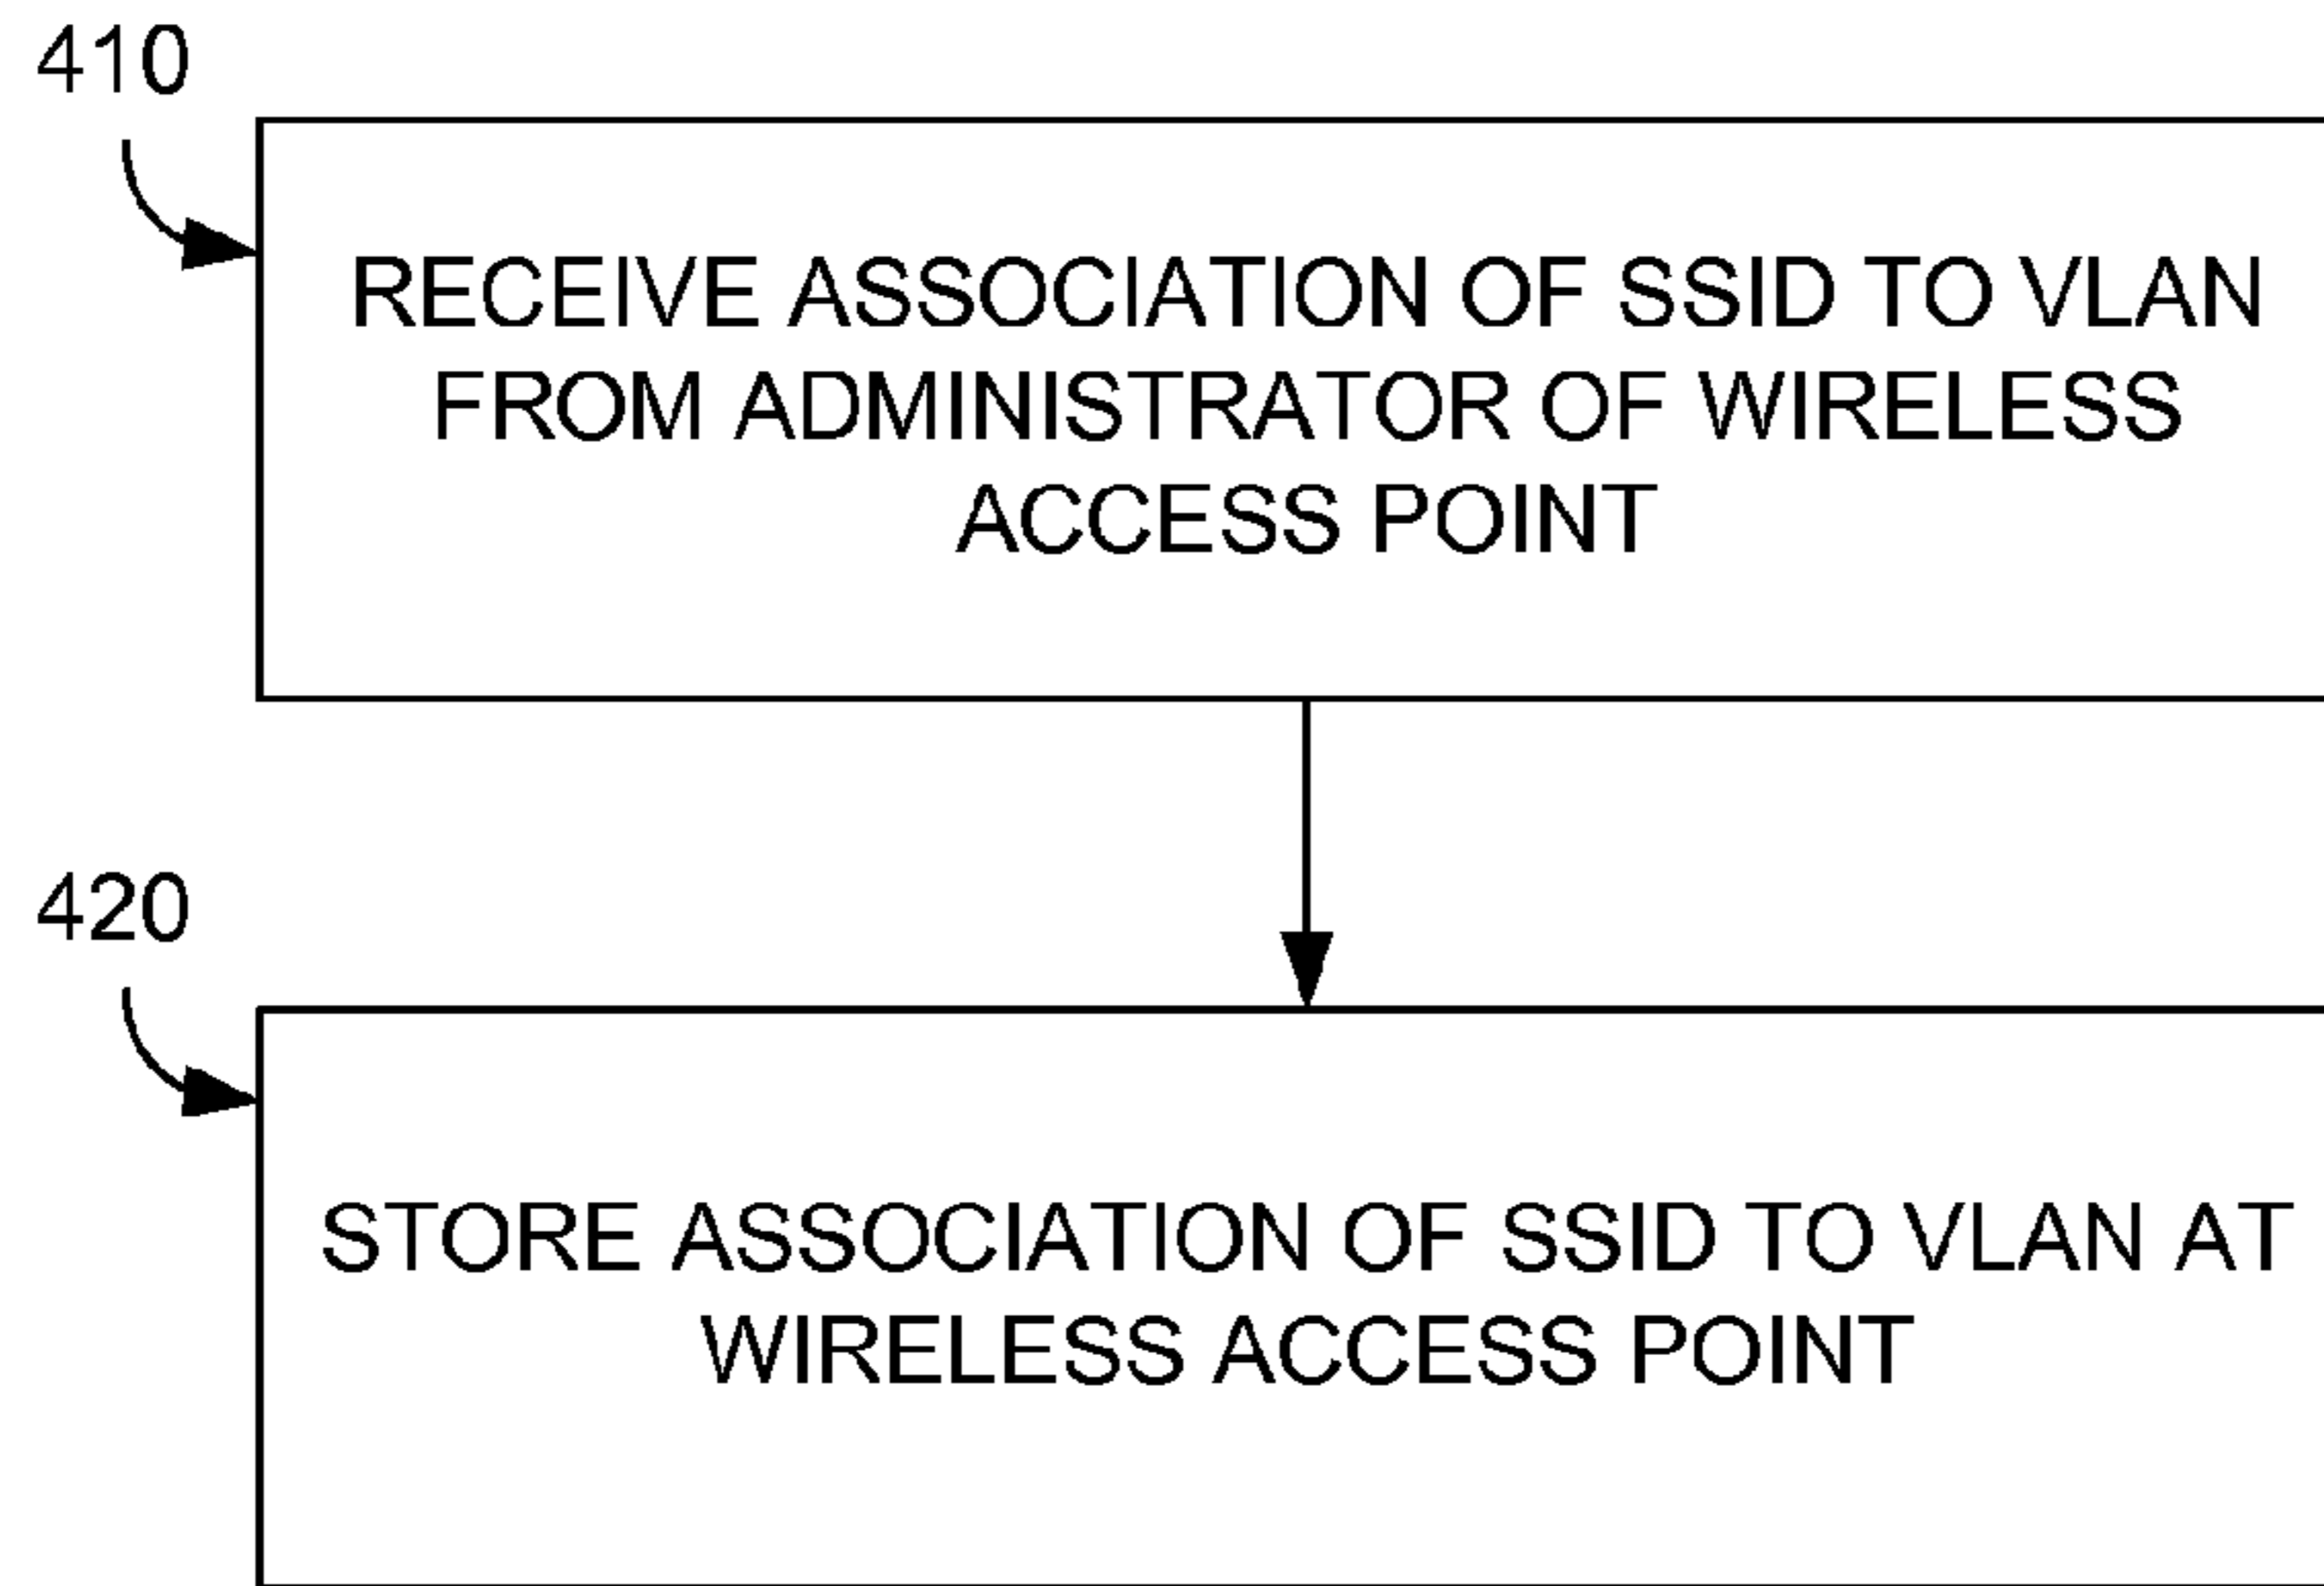 410
RECEIVE ASSOCIATION OF SSID TO VLAN
FROM ADMINISTRATOR OF WIRELESS
ACCESS POINT
420
STORE ASSOCIATION OF SSID TO VLAN AT
WIRELESS ACCESS POINT